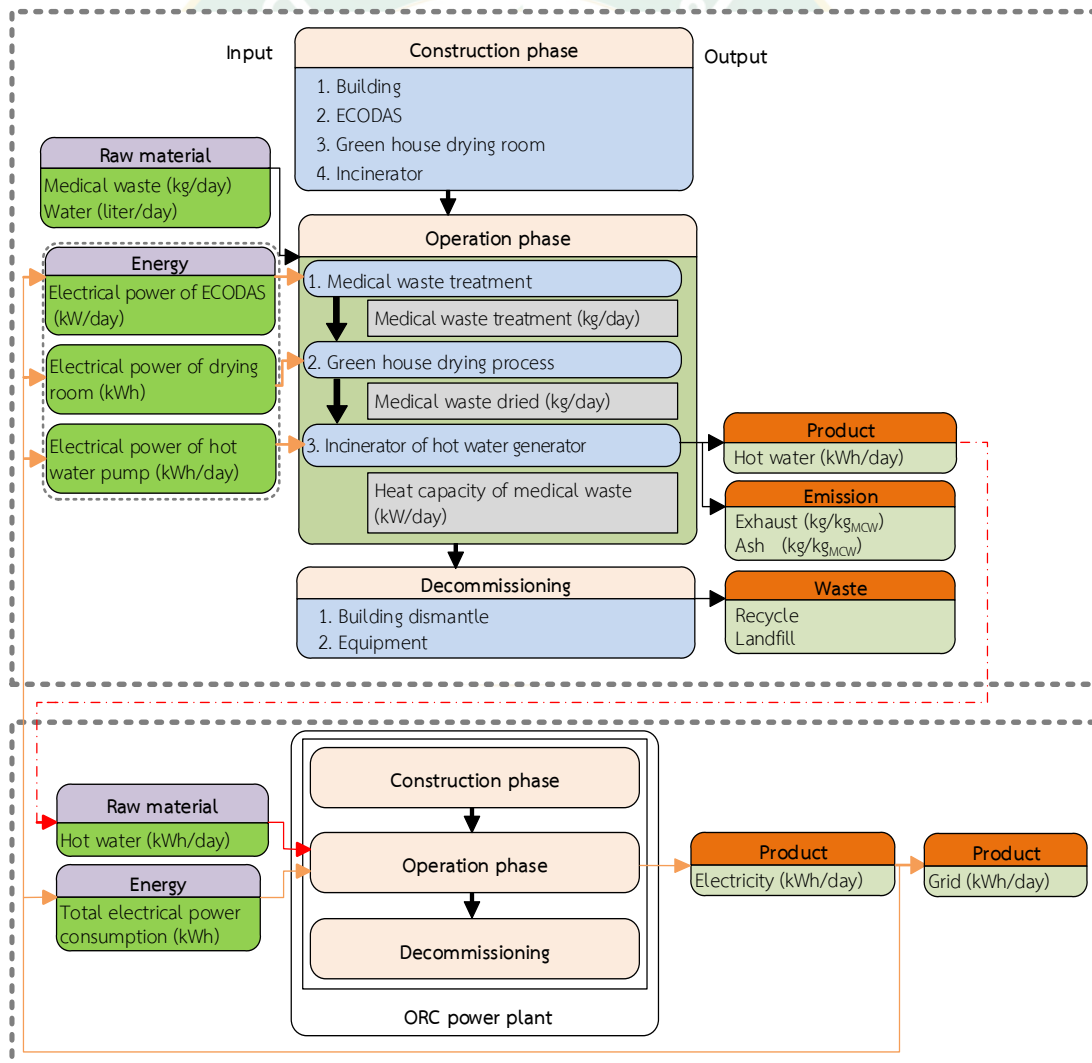 Input
Construction phase
Output
1. Building
2. ECODAS
3. Green house drying room
4. Incinerator
Raw material
Medical waste (kg/day)
Water (liter/day)
Operation phase
Energy
Electrical power of ECODAS
(kW/day)
1. Medical waste treatment
Medical waste treatment (kg/day)
Electrical power of drying
room (kWh)
2. Green house drying process
Medical waste dried (kg/day)
Electrical power of hot
water pump (kWh/day)
3. Incinerator of hot water generator
Heat capacity of medical waste
(kW/day)
Product
Hot water (kWh/day)
Emission
Exhaust (kg/kgMCW)
Ash (kg/kgMCW)
Decommissioning
1. Building dismantle
2. Equipment
Waste
Recycle
Landfill
Construction phase
Raw material
Hot water (kWh/day)
Energy
Total electrical power
consumption (kWh)
Operation phase
Decommissioning
ORC power plant
Product
Electricity (kWh/day)
Product
Grid (kWh/day)